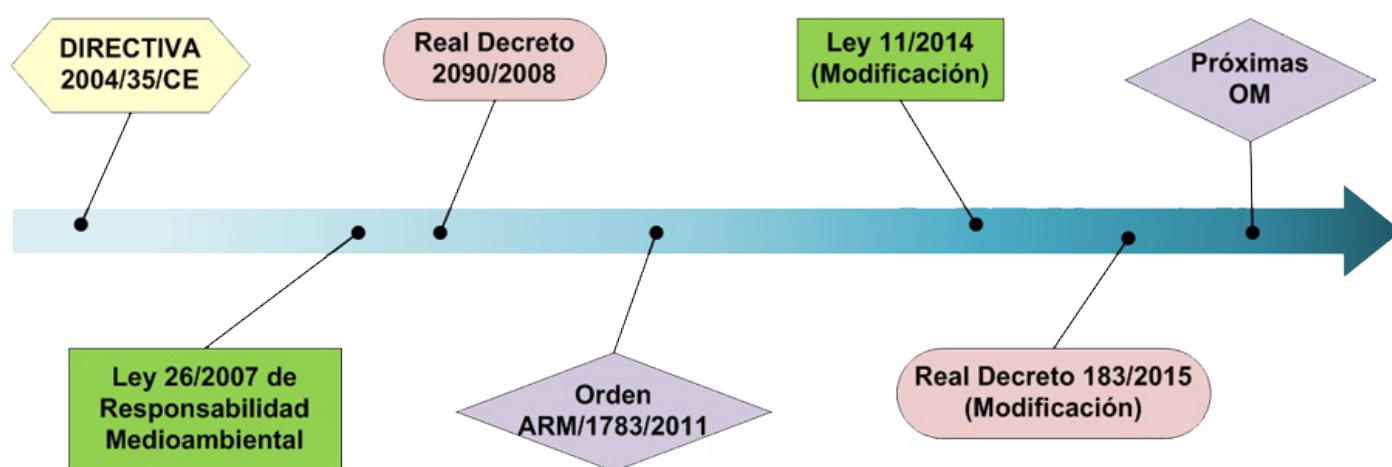 DIRECTIVA
2004/35/CE
Real Decreto
2090/2008
Ley 11/2014
(Modificación)
Próximas
OM
Ley 26/2007 de
Responsabilidad
Medioambiental
Orden
ARM/1783/2011
Real Decreto 183/2015
(Modificación)